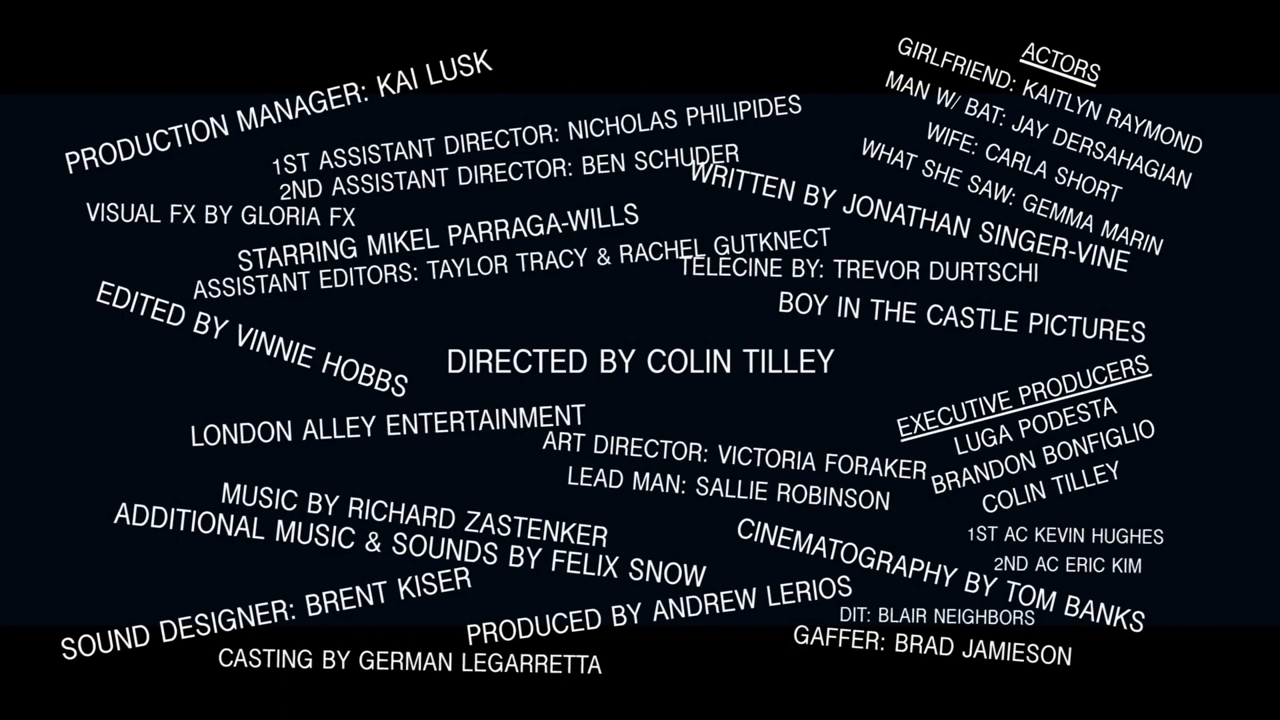 PRODUCTION MANAGER: KAI LUSK
1ST ASSISTANT DIRECTOR: NICHOLAS PHILIPIDES
2ND ASSISTANT DIRECTOR: BEN SCHUDER
VISUAL FX BY GLORIA FX
STARRING MIKEL PARRAGA-WILLS
ASSISTANT EDITORS: TAYLOR TRACY & RACHEL GUTKNECT
EDITED BY VINNIE HOBBS
ACTORS
GIRLFRIEND: KAITLYN RAYMOND
MAN W/ BAT: JAY DERSAHAGIAN
WIFE: CARLA SHORT
WHAT SHE SAW: GEMMA MARIN
WRITTEN BY JONATHAN SINGER-VINE
TELECINE BY: TREVOR DURTSCHI
BOY IN THE CASTLE PICTURES
DIRECTED BY COLIN TILLEY
LONDON ALLEY ENTERTAINMENT
ART DIRECTOR: VICTORIA FORAKER
LEAD MAN: SALLIE ROBINSON
EXECUTIVE PRODUCERS
LUGA PODESTA
BRANDON BONFIGLIO
COLIN TILLEY
MUSIC BY RICHARD ZASTENKER
ADDITIONAL MUSIC & SOUNDS BY FELIX SNOW
SOUND DESIGNER: BRENT KISER
PRODUCED BY ANDREW LERIOS
CASTING BY GERMAN LEGARRETTA
1ST AC KEVIN HUGHES
2ND AC ERIC KIM
CINEMATOGRAPHY BY TOM BANKS
DIT: BLAIR NEIGHBORS
GAFFER: BRAD JAMIESON